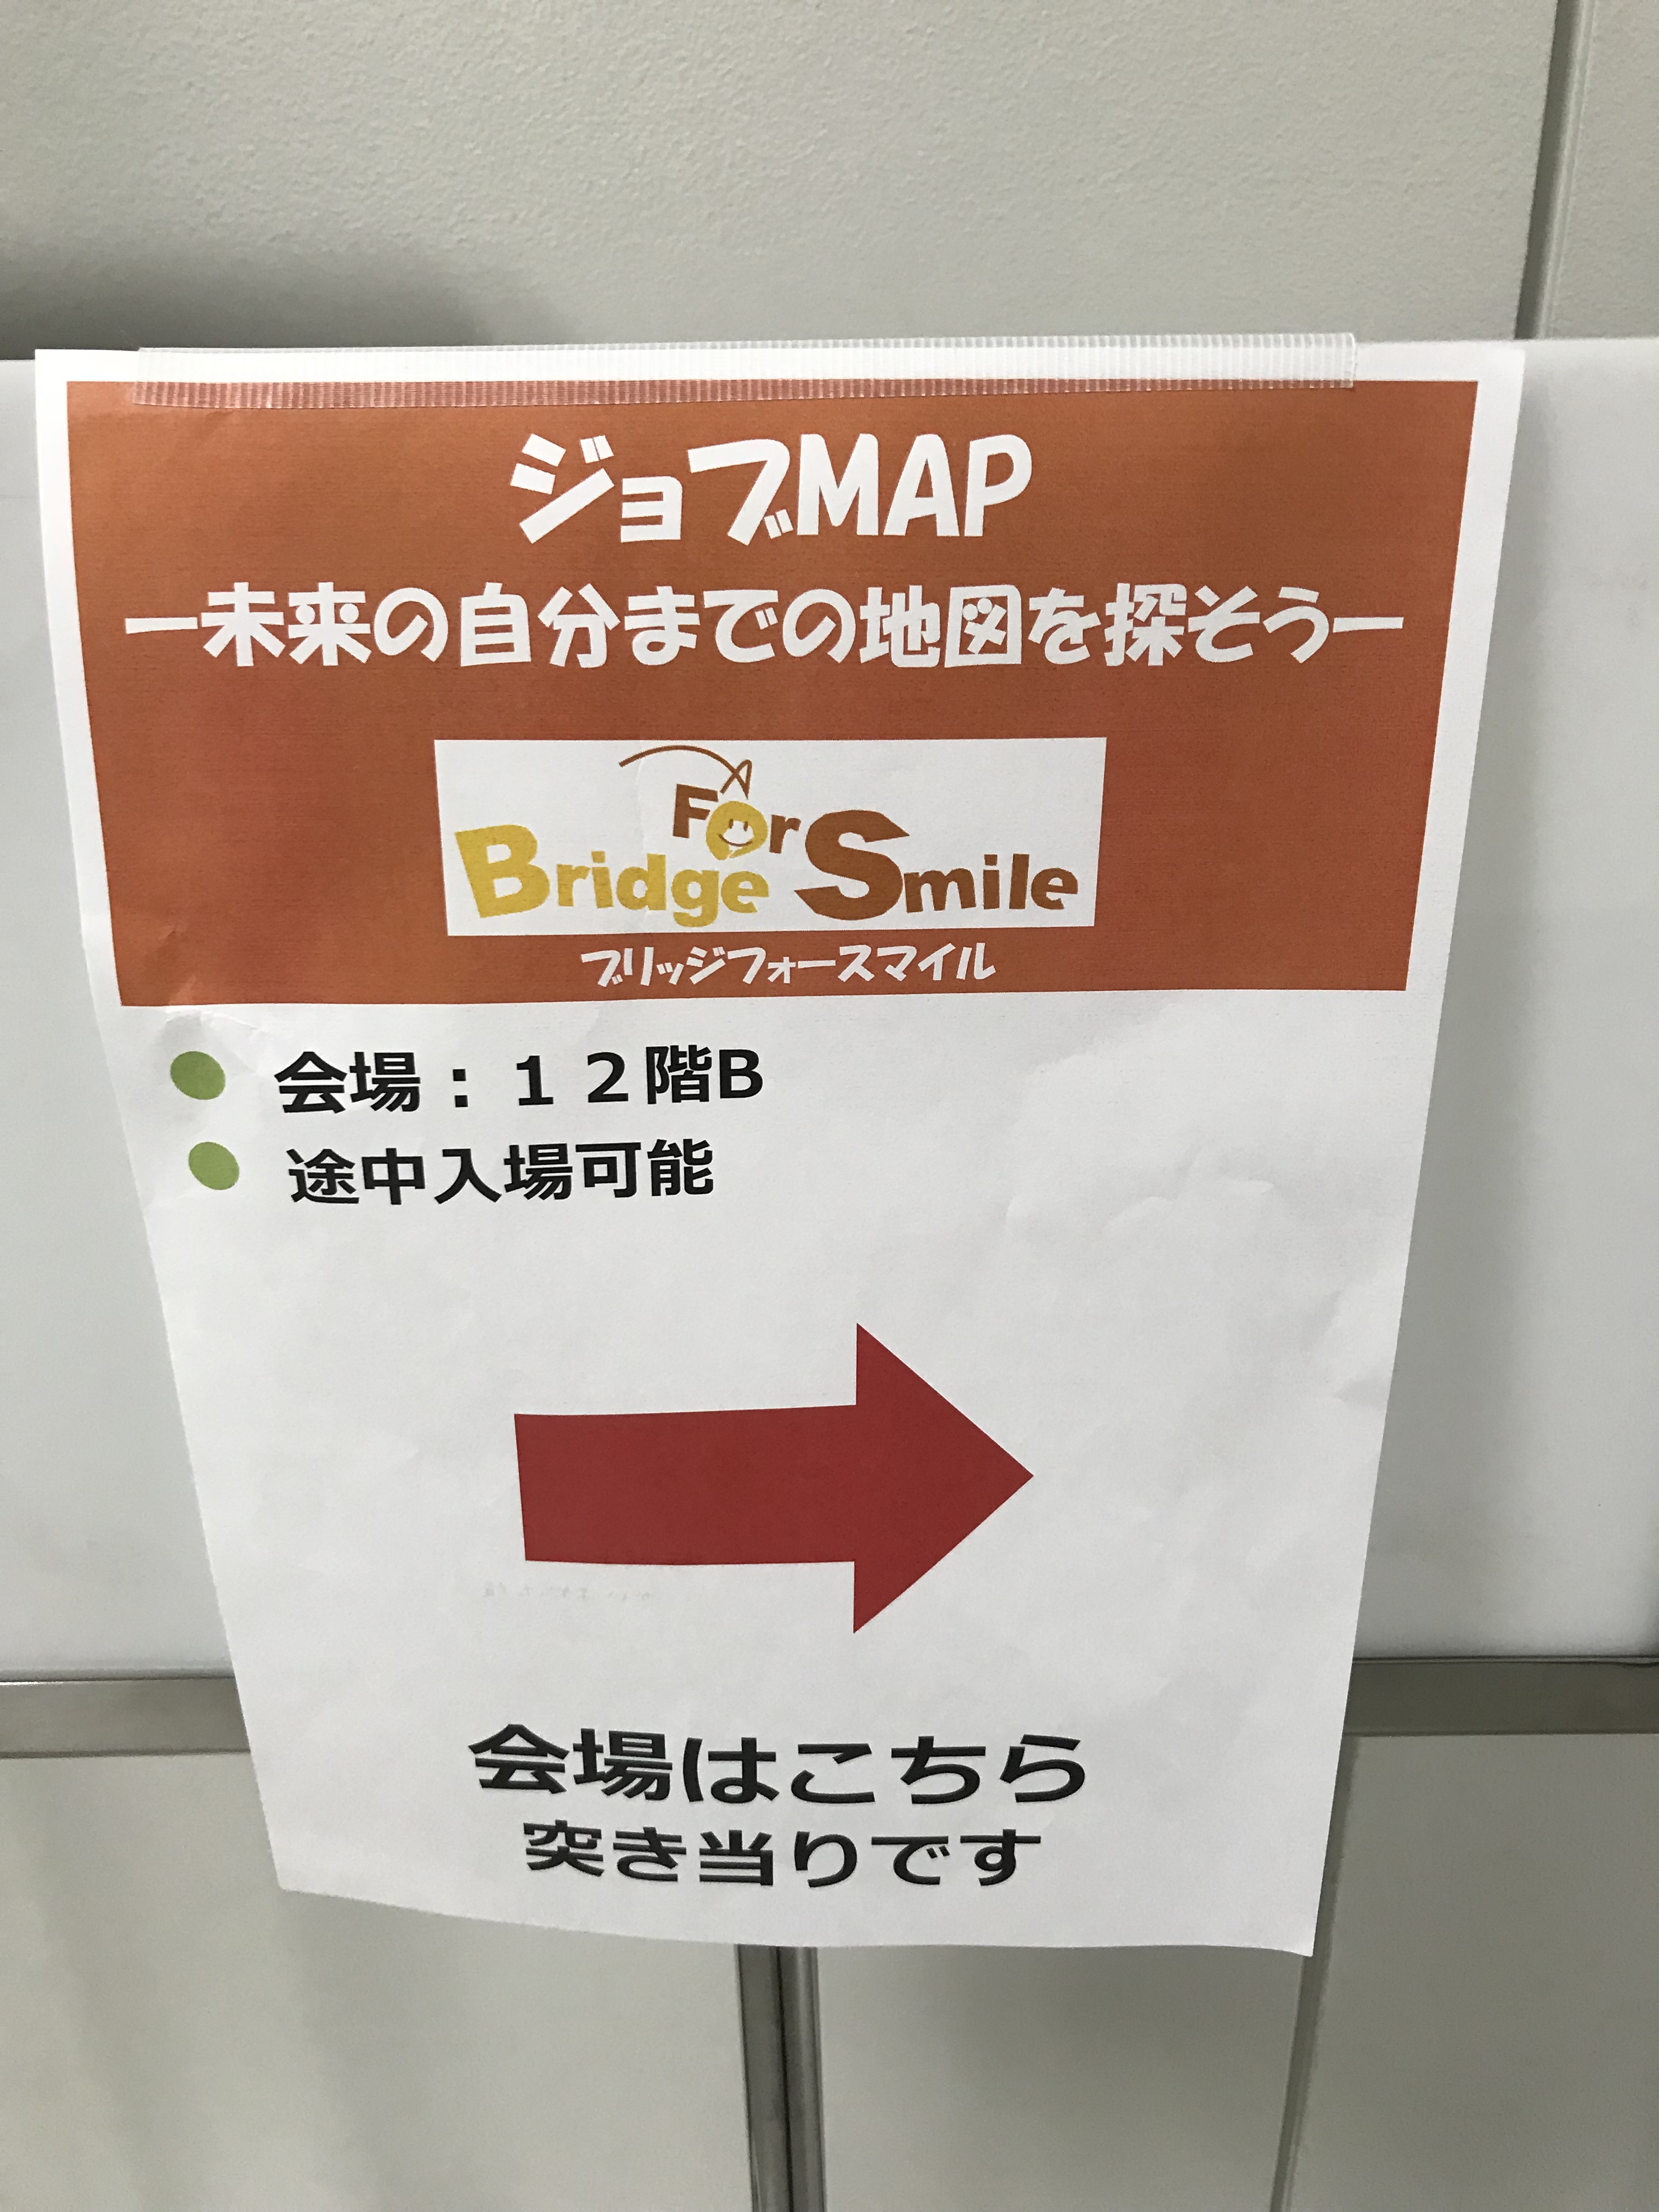 ジョブMAP
―未来の自分までの地図を探そう―
For
Bridge Smile
ブリッジフォースマイル
会場：１２階B
途中入場可能
会場はこちら
突き当りです